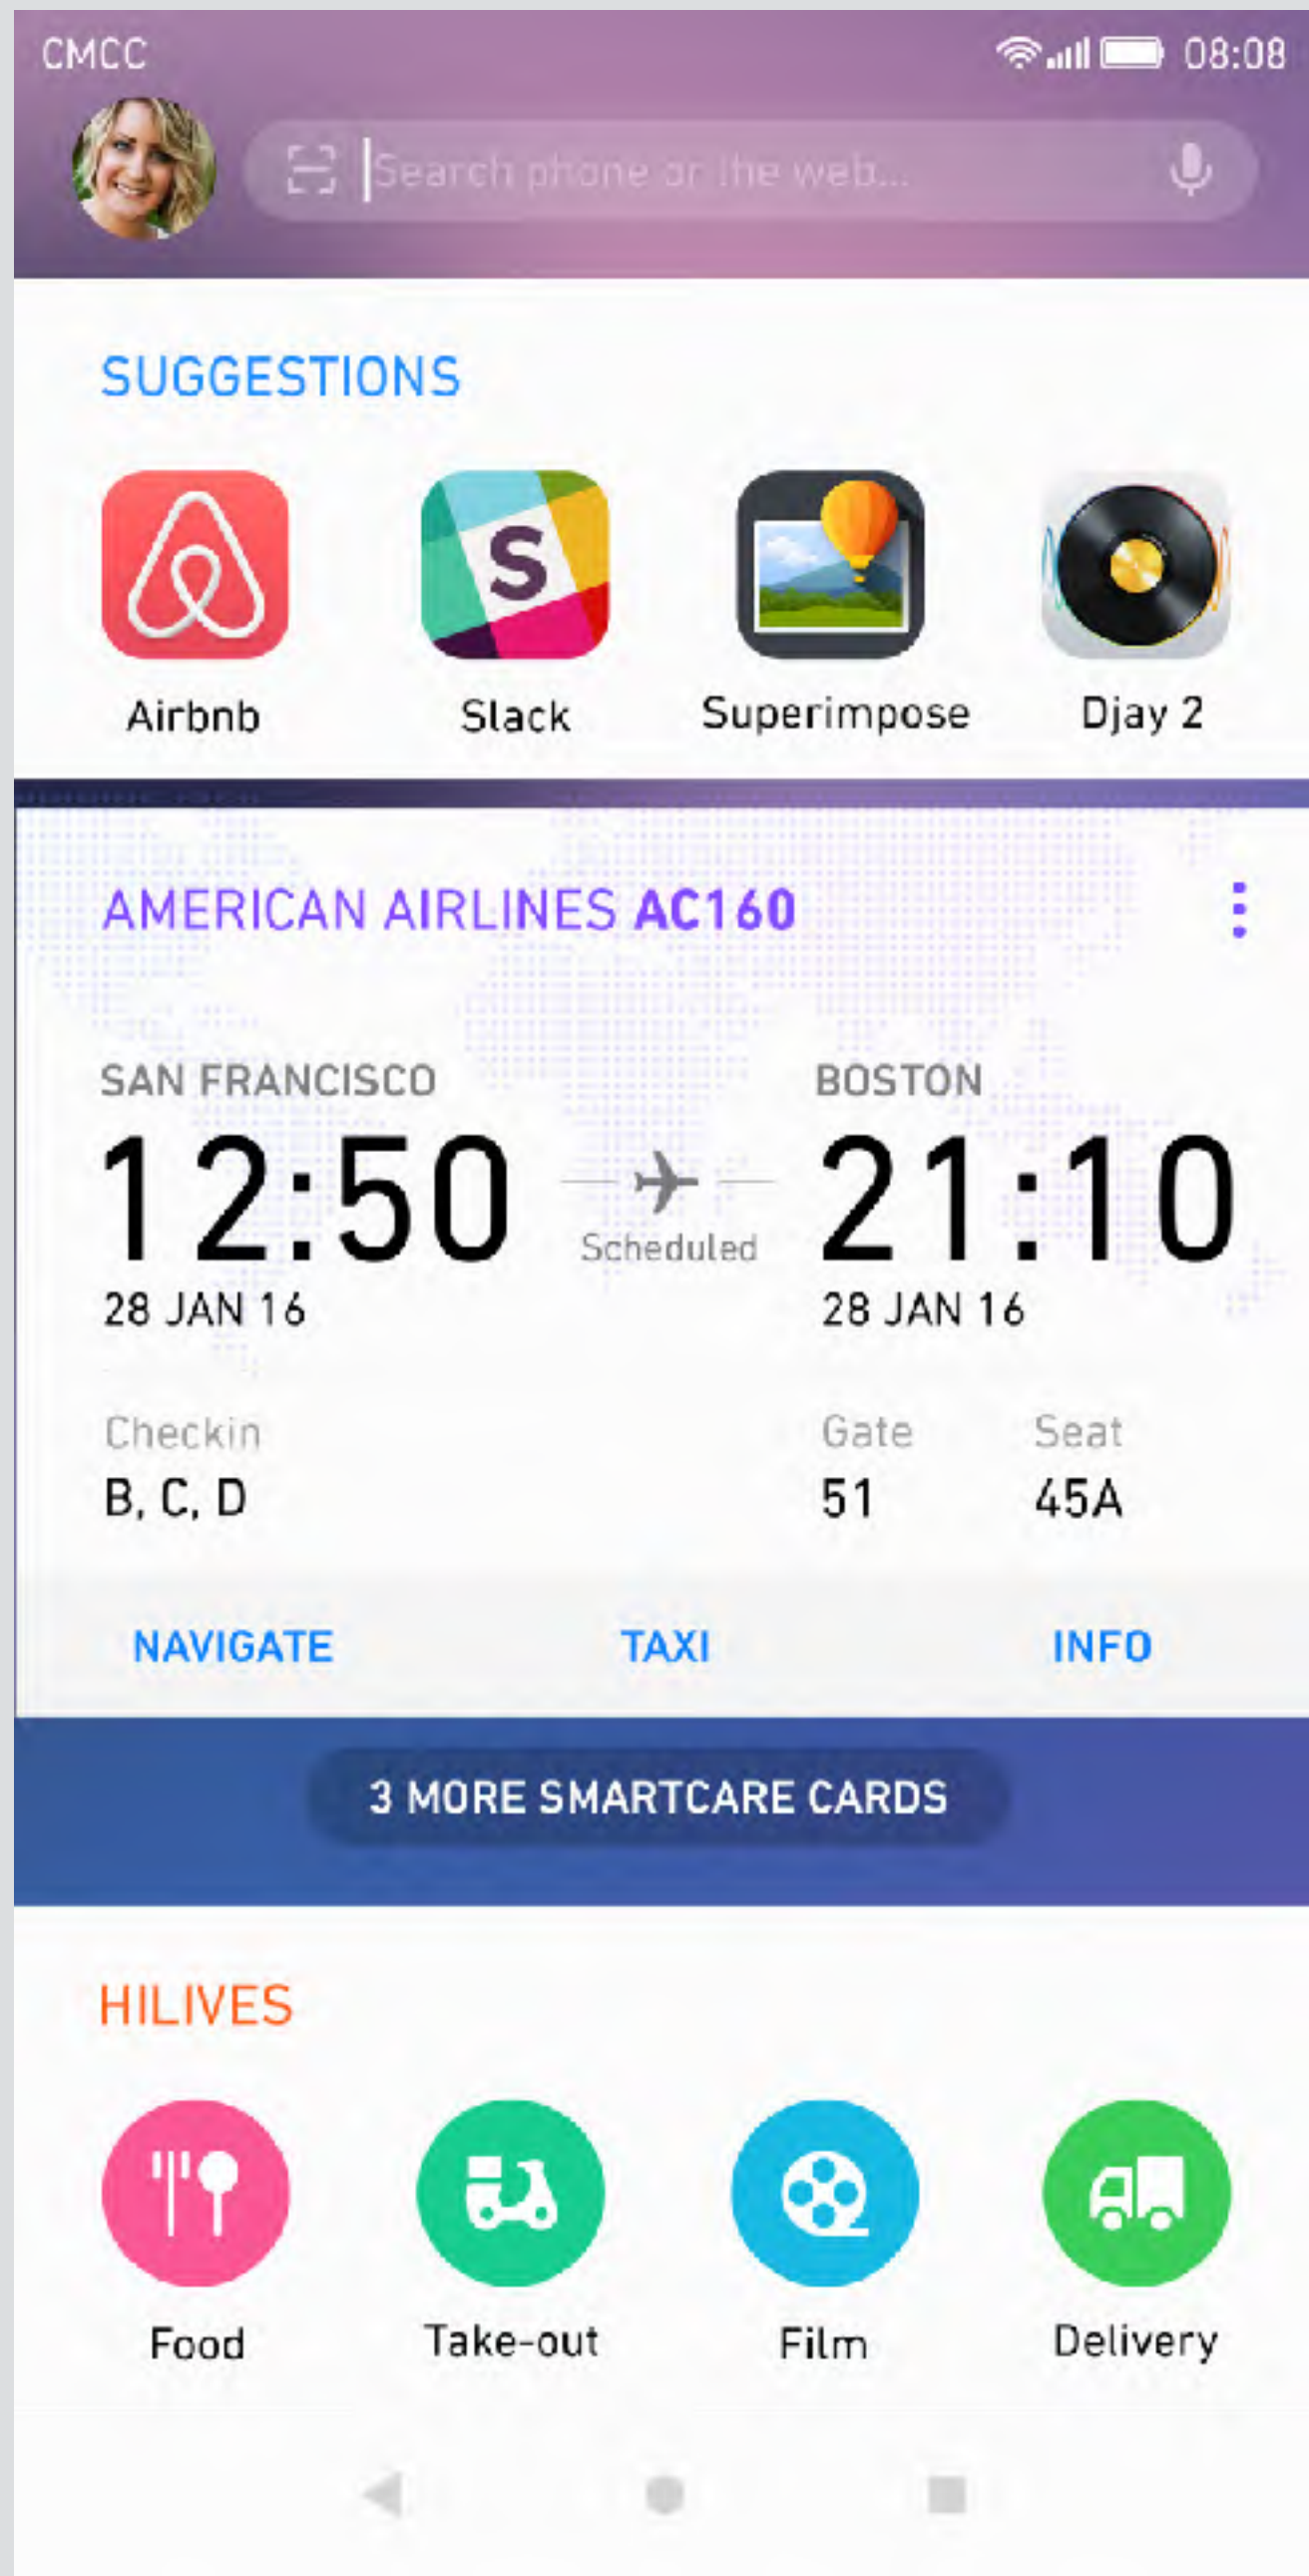 CMCC 08:08
Search phone or the web...
SUGGESTIONS
S
Airbnb Slack Superimpose Djay 2
AMERICAN AIRLINES AC160
SAN FRANCISCO BOSTON
12:50 21:10
Scheduled
28 JAN 16 28 JAN 16
Checkin Gate Seat
B, C, D 51 45A
NAVIGATE TAXI INFO
3 MORE SMARTCARE CARDS
HILIVES
Food Take-out Film Delivery